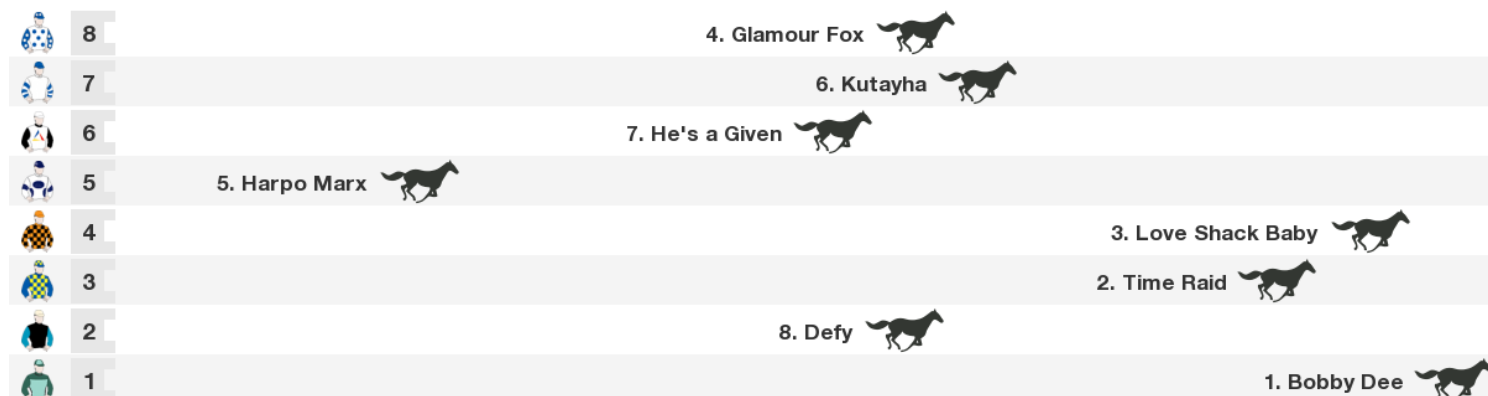 8 4. Glamour Fox
7 6. Kutayha
6 7. He's a Given
5 5. Harpo Marx
4 3. Love Shack Baby
3 2. Time Raid
2 8. Defy
1 1. Bobby Dee